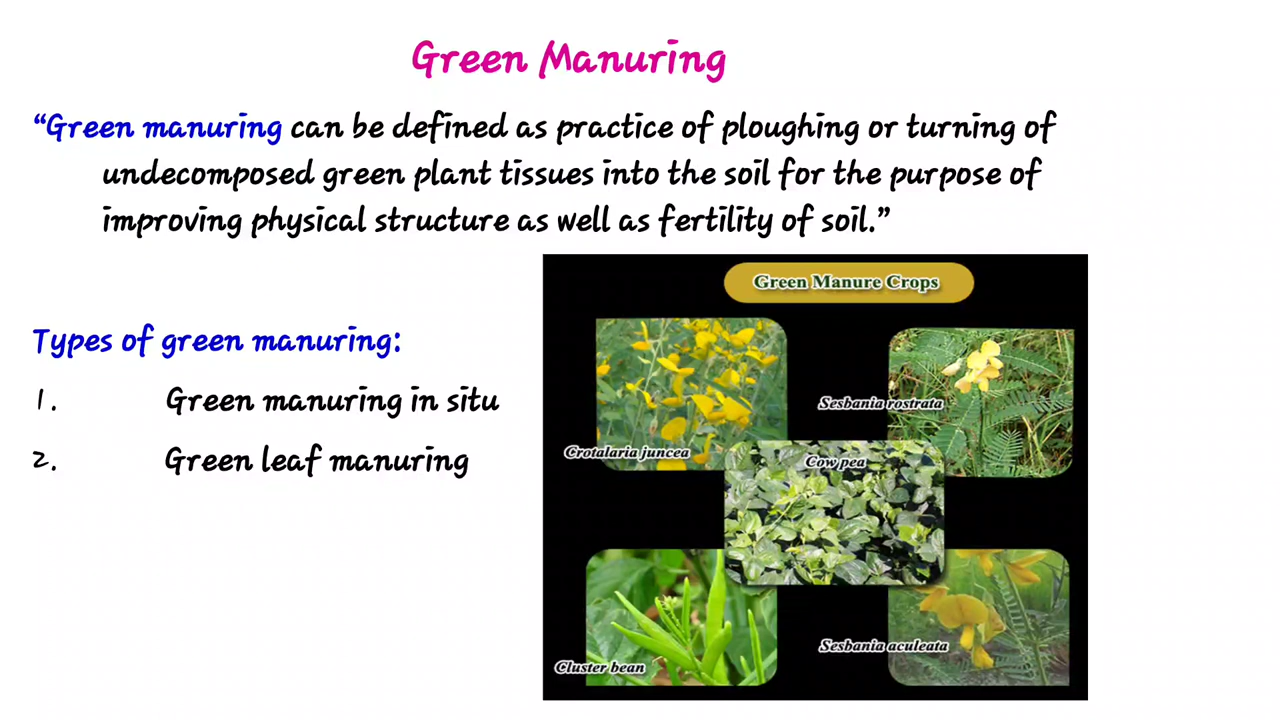 Green Manuring
“Green manuring can be defined as practice of ploughing or turning of
undecomposed green plant tissues into the soil for the purpose of
improving physical structure as well as fertility of soil.”
Types of green manuring:
1. Green manuring in situ
2. Green leaf manuring
Green Manure Crops
Sesbania rostrata
Crotalaria juncea
Cow pea
Sesbania aculeata
Cluster bean